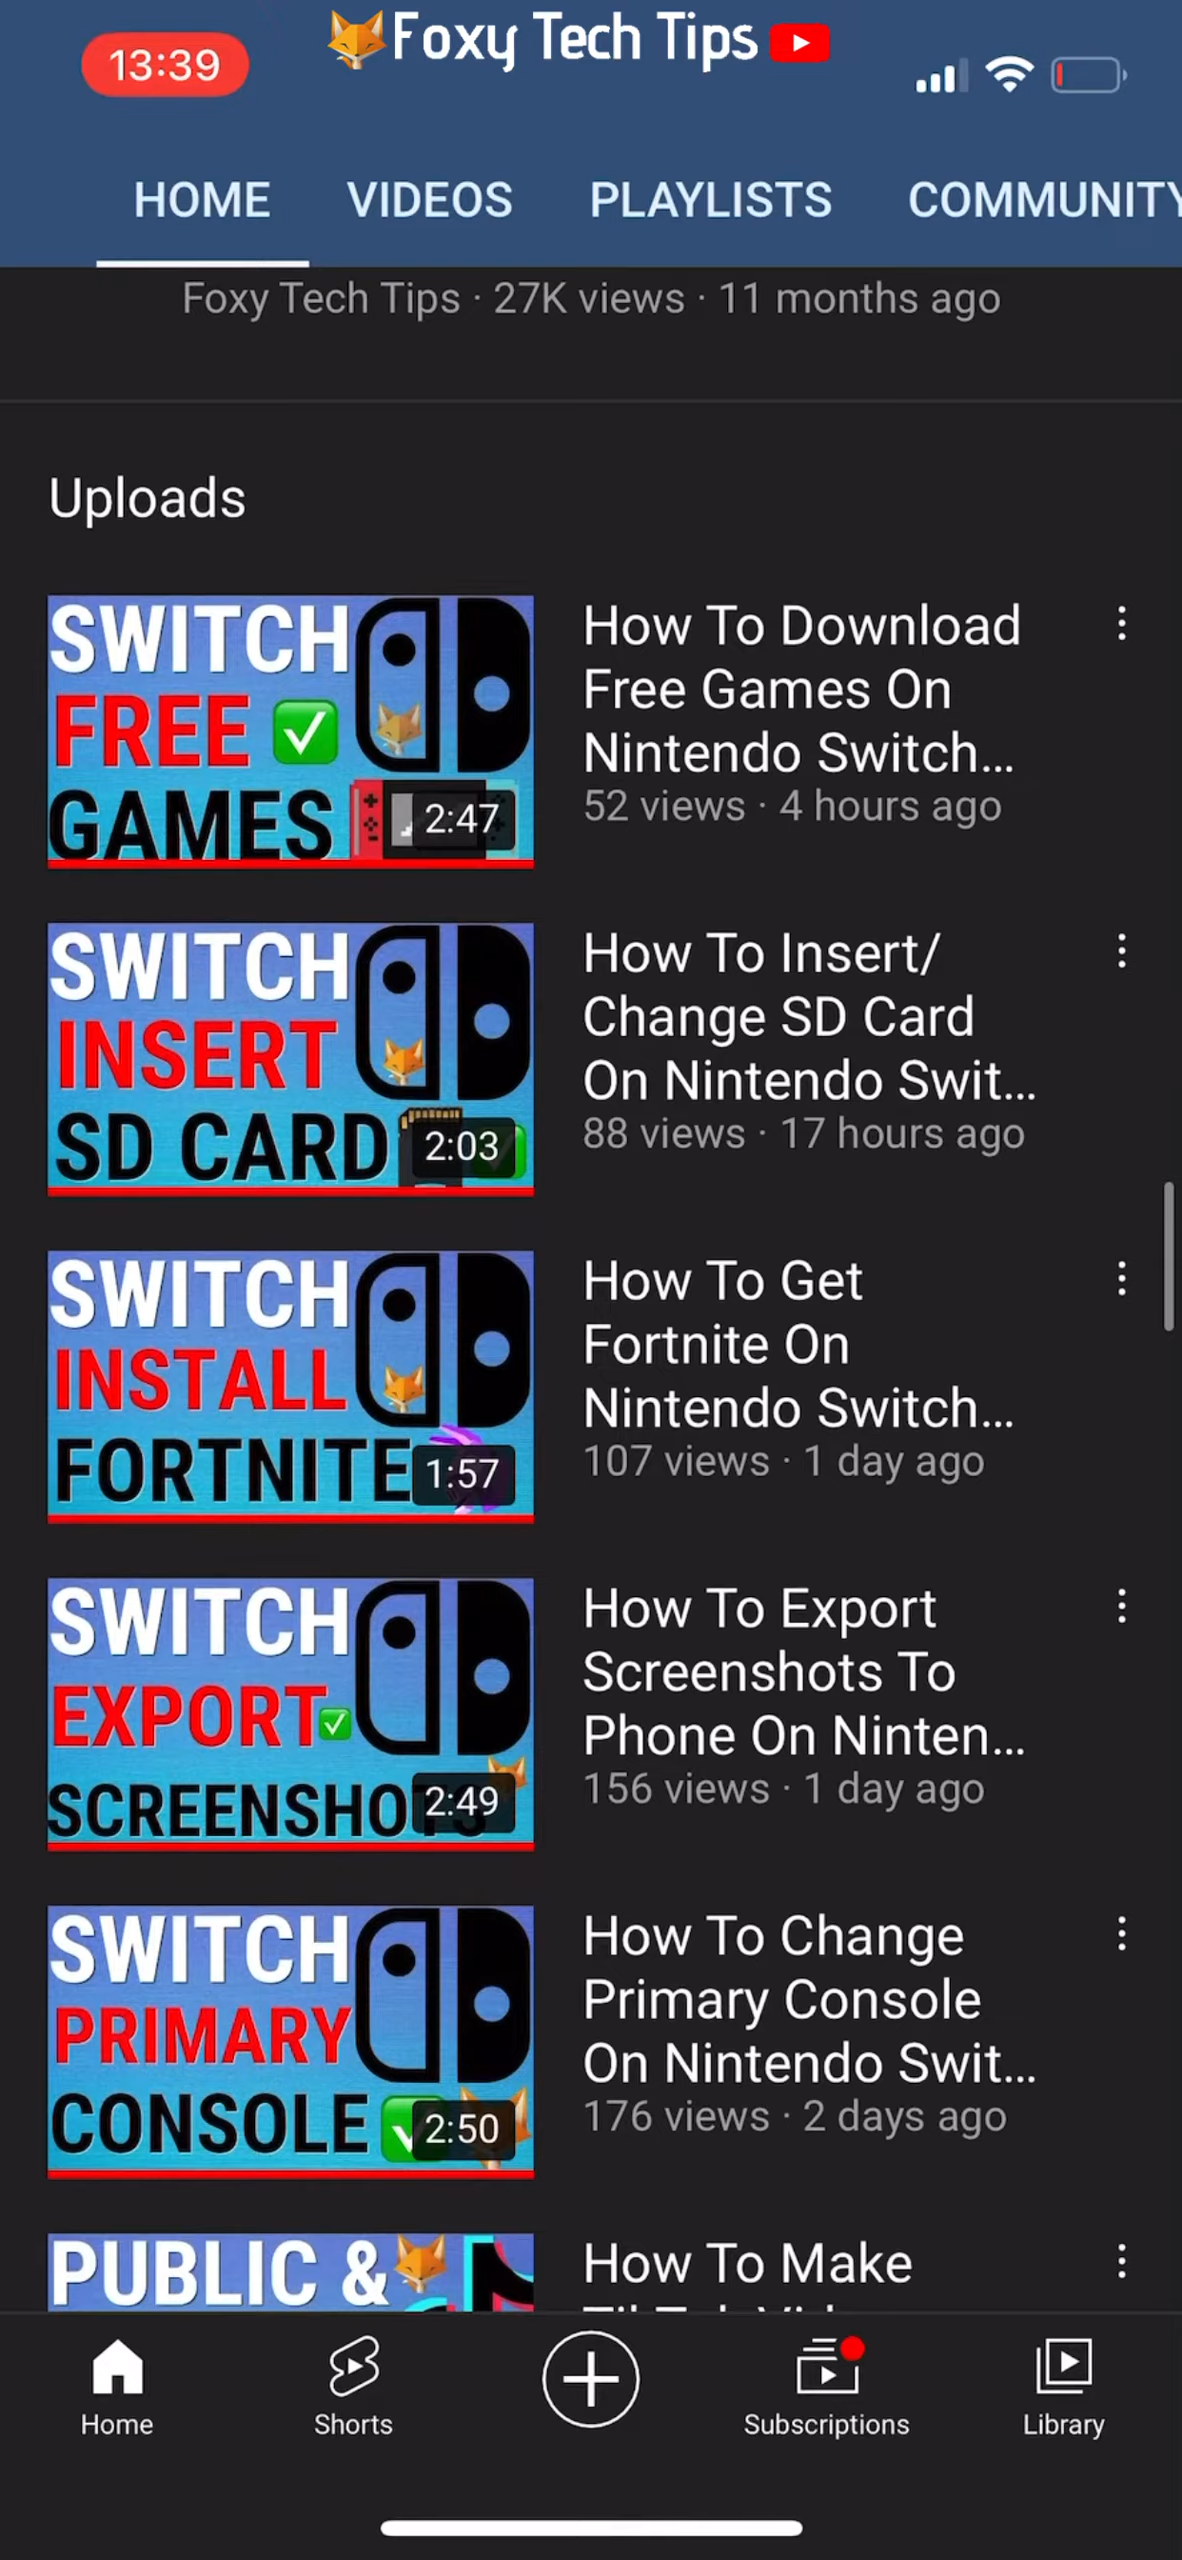 Foxy Tech Tips
13:39
HOME VIDEOS PLAYLISTS COMMUNITY
Foxy Tech Tips · 27K views · 11 months ago
Uploads
SWITCH
FREE
GAMES
2:47
How To Download
Free Games On
Nintendo Switch...
52 views · 4 hours ago
SWITCH
INSERT
SD CARD
2:03
How To Insert/
Change SD Card
On Nintendo Swit...
88 views · 17 hours ago
SWITCH
INSTALL
FORTNITE
1:57
How To Get
Fortnite On
Nintendo Switch...
107 views · 1 day ago
SWITCH
EXPORT
SCREENSHOTS
2:49
How To Export
Screenshots To
Phone On Ninten...
156 views · 1 day ago
SWITCH
PRIMARY
CONSOLE
2:50
How To Change
Primary Console
On Nintendo Swit...
176 views · 2 days ago
PUBLIC &
How To Make
Home Shorts Subscriptions Library